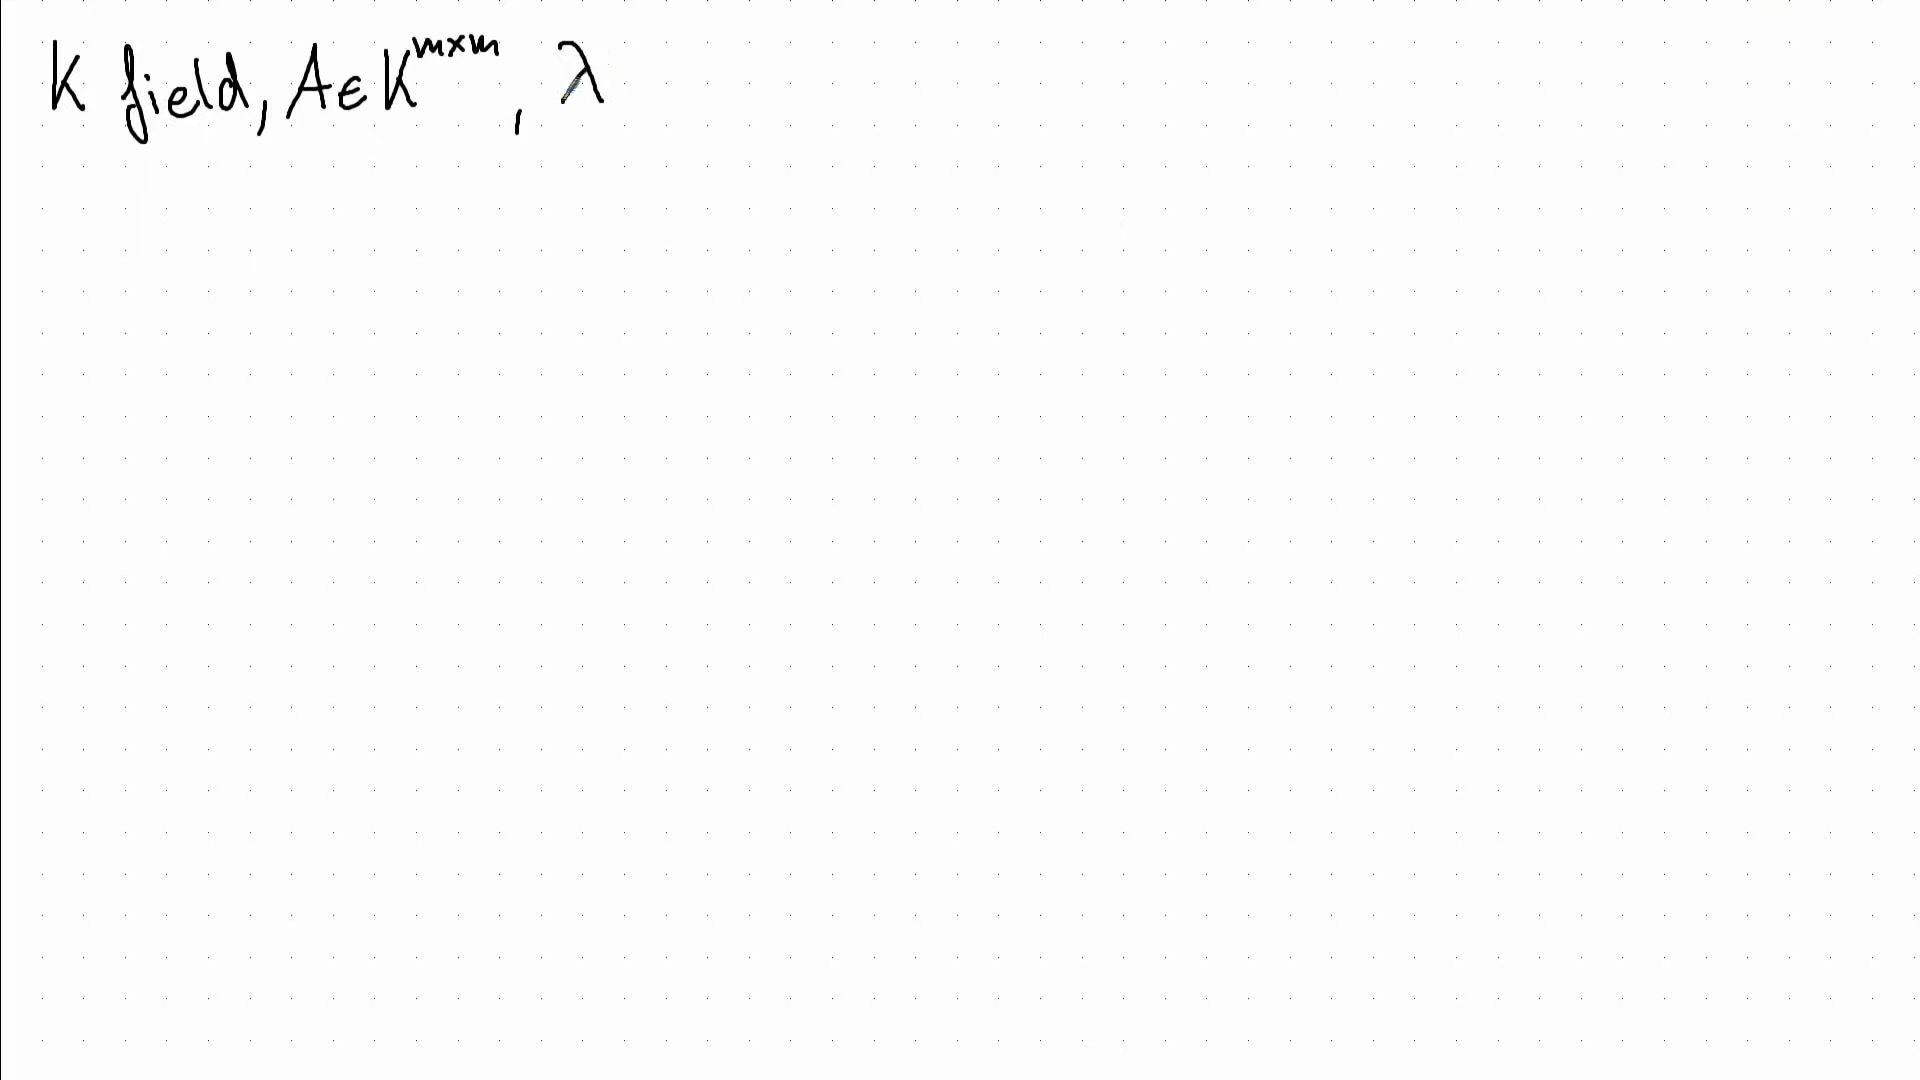 K field, A∈K^{m×m}, λ